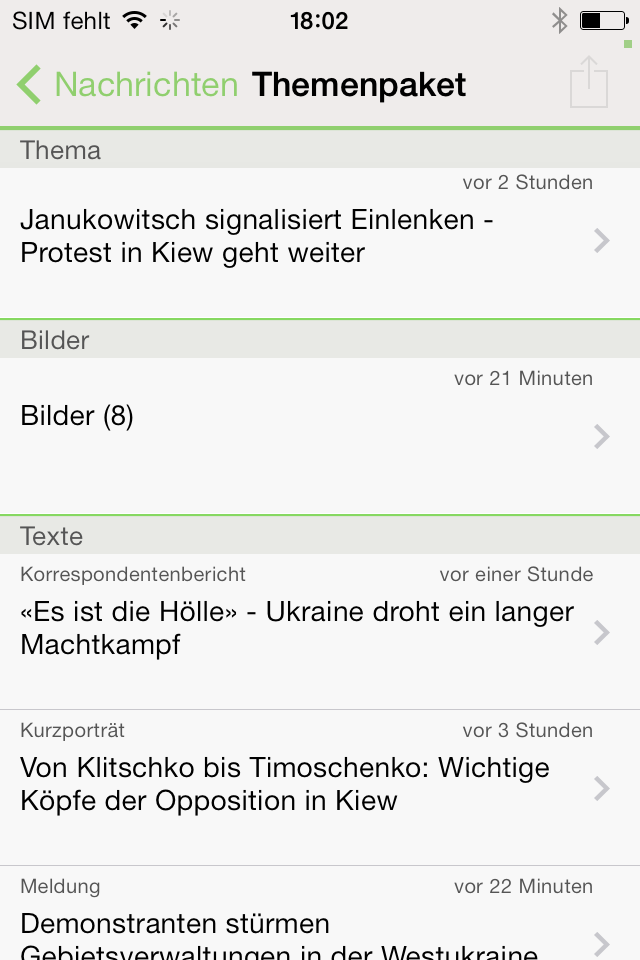 SIM fehlt 18:02
Nachrichten Themenpaket
Thema
vor 2 Stunden
Janukowitsch signalisiert Einlenken -
Protest in Kiew geht weiter
Bilder
vor 21 Minuten
Bilder (8)
Texte
Korrespondentenbericht vor einer Stunde
«Es ist die Hölle» - Ukraine droht ein langer
Machtkampf
Kurzporträt vor 3 Stunden
Von Klitschko bis Timoschenko: Wichtige
Köpfe der Opposition in Kiew
Meldung vor 22 Minuten
Demonstranten stürmen
Gebietsverwaltungen in der Westukraine